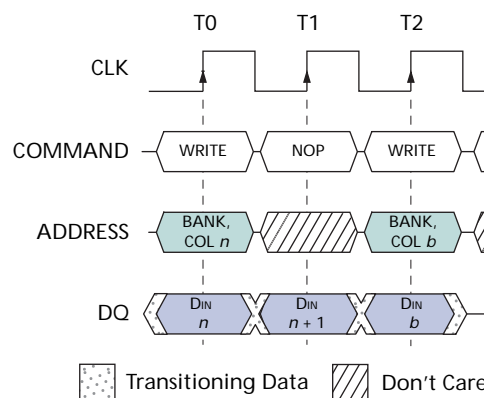 T0 T1 T2
CLK
COMMAND WRITE NOP WRITE
ADDRESS BANK, COL n BANK, COL b
DQ DIN n DIN n + 1 DIN b
Transitioning Data Don't Care